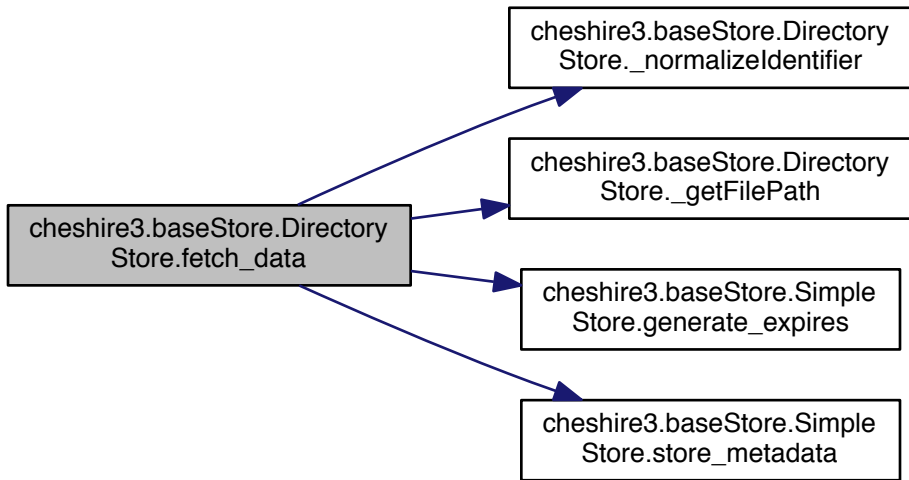 cheshire3.baseStore.Directory
Store._normalizeIdentifier
cheshire3.baseStore.Directory
Store._getFilePath
cheshire3.baseStore.Directory
Store.fetch_data
cheshire3.baseStore.Simple
Store.generate_expires
cheshire3.baseStore.Simple
Store.store_metadata